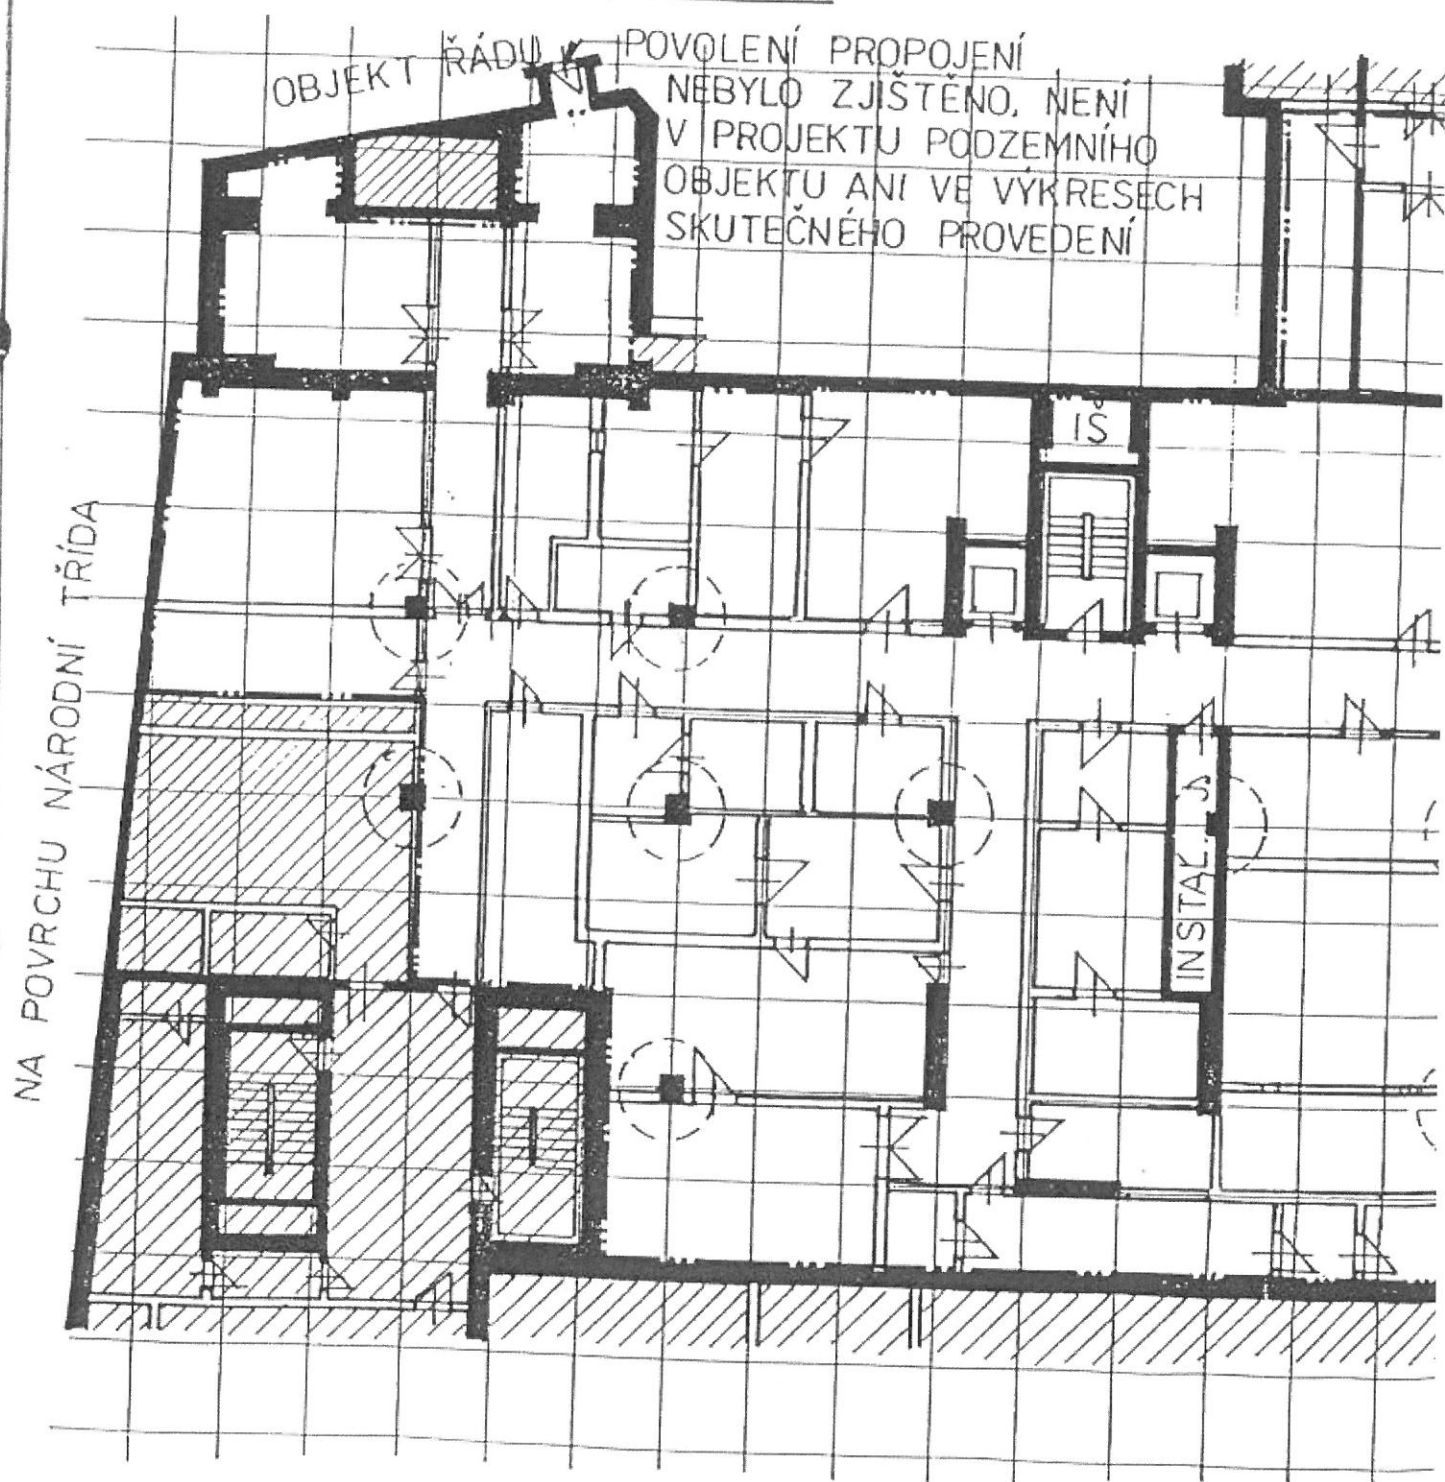 OBJEKT ŘÁDU
POVOLENÍ PROPOJENÍ
NEBYLO ZJIŠTĚNO, NENÍ
V PROJEKTU PODZEMNÍHO
OBJEKTU ANI VE VÝKRESECH
SKUTEČNÉHO PROVEDENÍ
IŠ
NA POVRCHU NÁRODNÍ TŘÍDA
INSTAL.